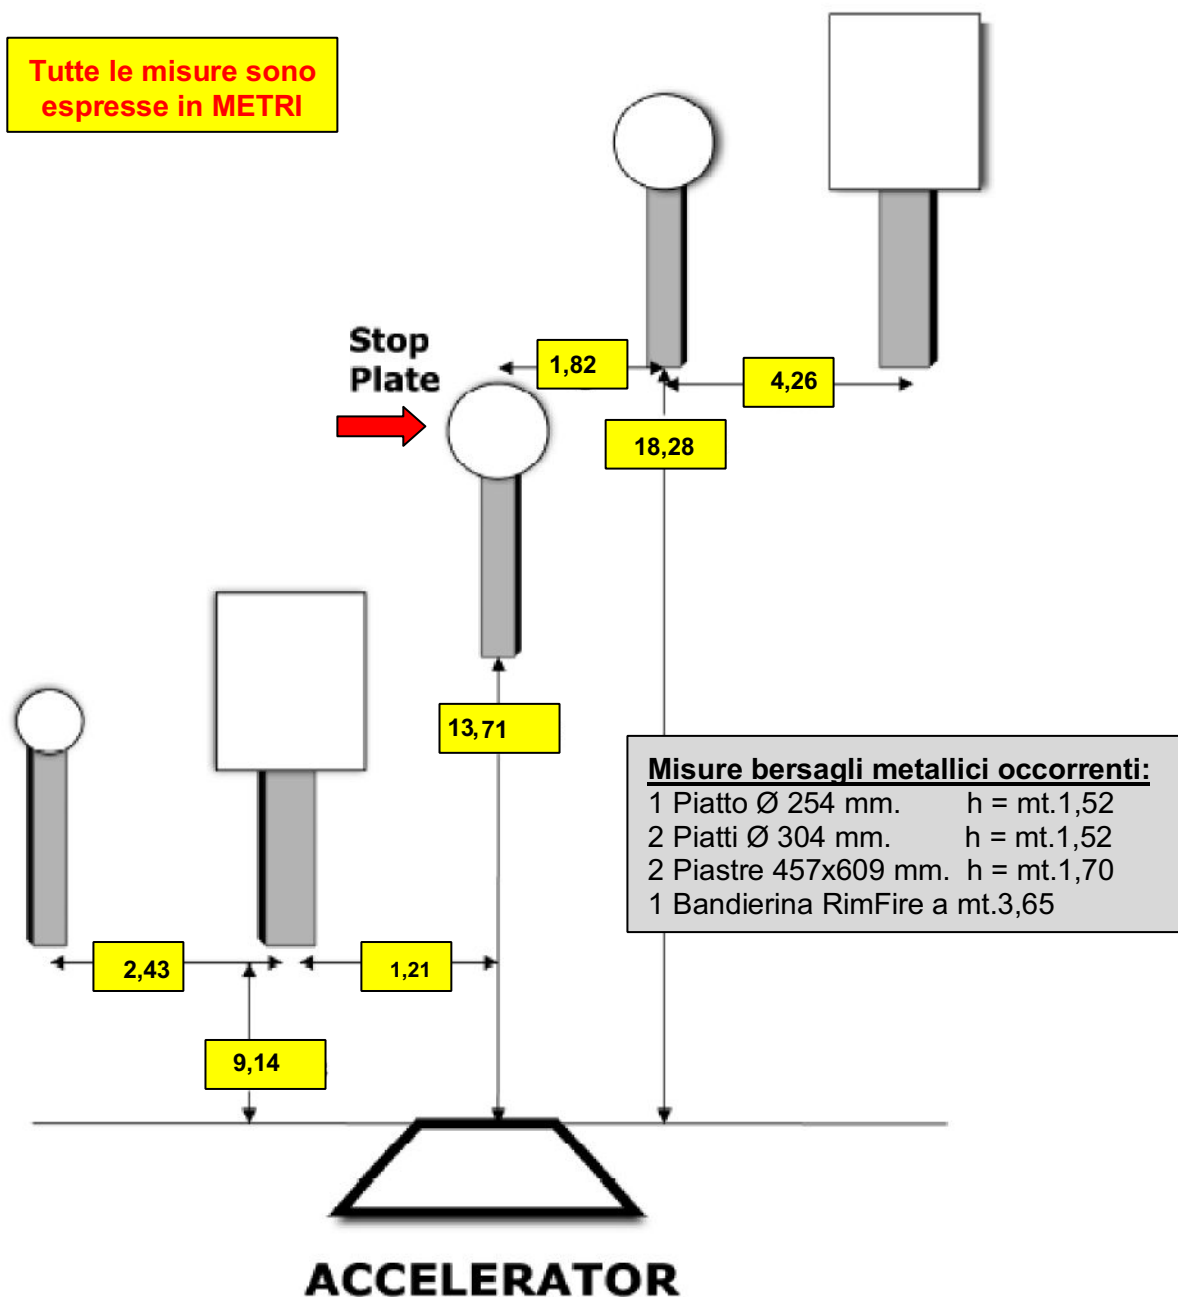 Tutte le misure sono
espresse in METRI
Stop
Plate
1,82
4,26
18,28
13,71
Misure bersagli metallici occorrenti:
1 Piatto Ø 254 mm. h = mt.1,52
2 Piatti Ø 304 mm. h = mt.1,52
2 Piastre 457x609 mm. h = mt.1,70
1 Bandierina RimFire a mt.3,65
2,43
1,21
9,14
ACCELERATOR